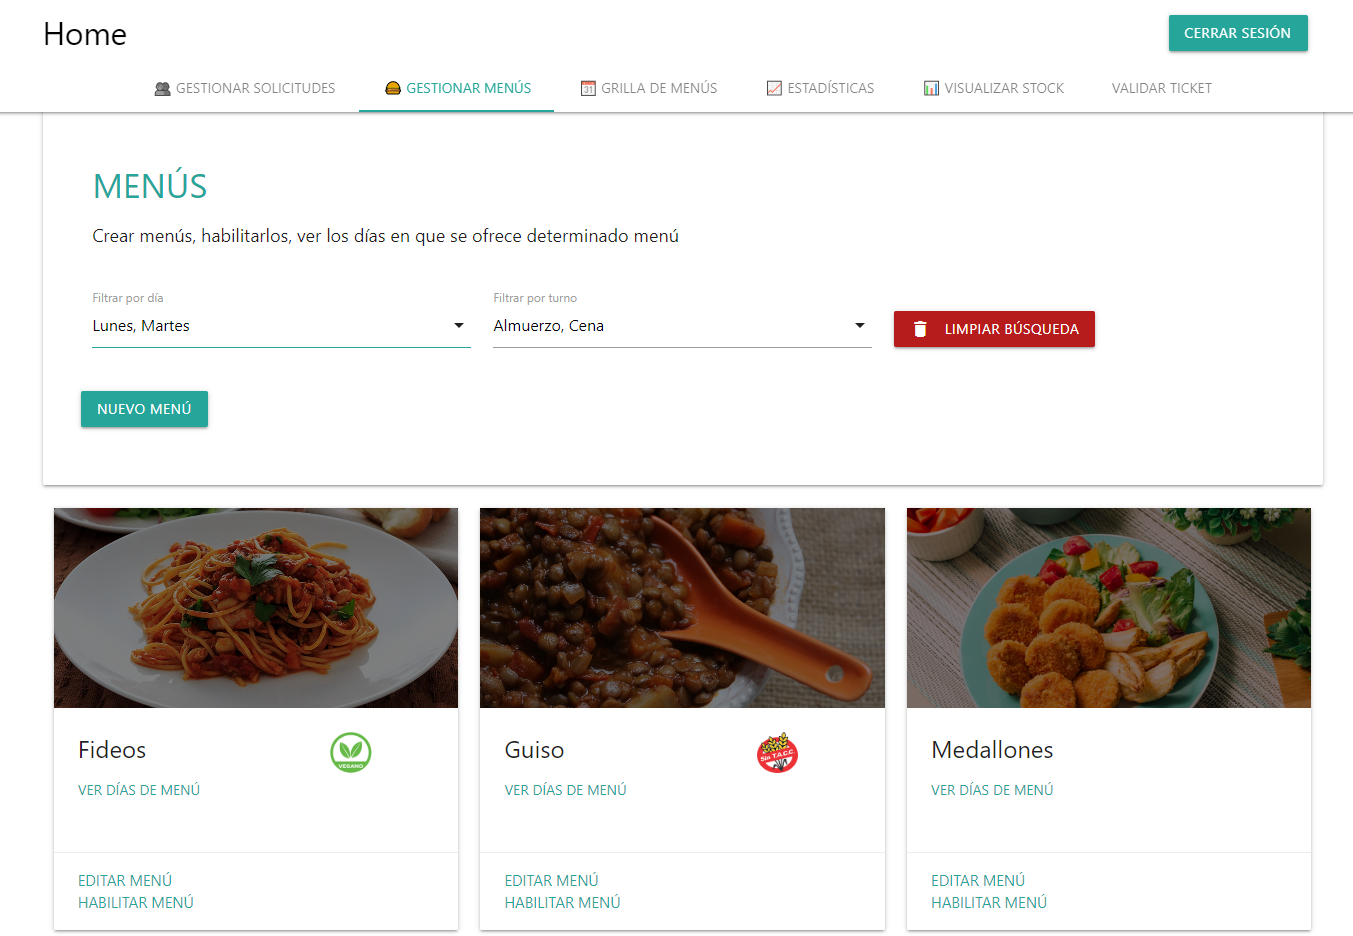 Home
CERRAR SESIÓN
GESTIONAR SOLICITUDES
GESTIONAR MENÚS
31 GRILLA DE MENÚS
ESTADÍSTICAS
VISUALIZAR STOCK
VALIDAR TICKET
MENÚS
Crear menús, habilitarlos, ver los días en que se ofrece determinado menú
Filtrar por día
Lunes, Martes
Filtrar por turno
Almuerzo, Cena
LIMPIAR BÚSQUEDA
NUEVO MENÚ
Fideos
VEGANO
VER DÍAS DE MENÚ
EDITAR MENÚ
HABILITAR MENÚ
Guiso
Sin T.A.C.C.
VER DÍAS DE MENÚ
EDITAR MENÚ
HABILITAR MENÚ
Medallones
VER DÍAS DE MENÚ
EDITAR MENÚ
HABILITAR MENÚ